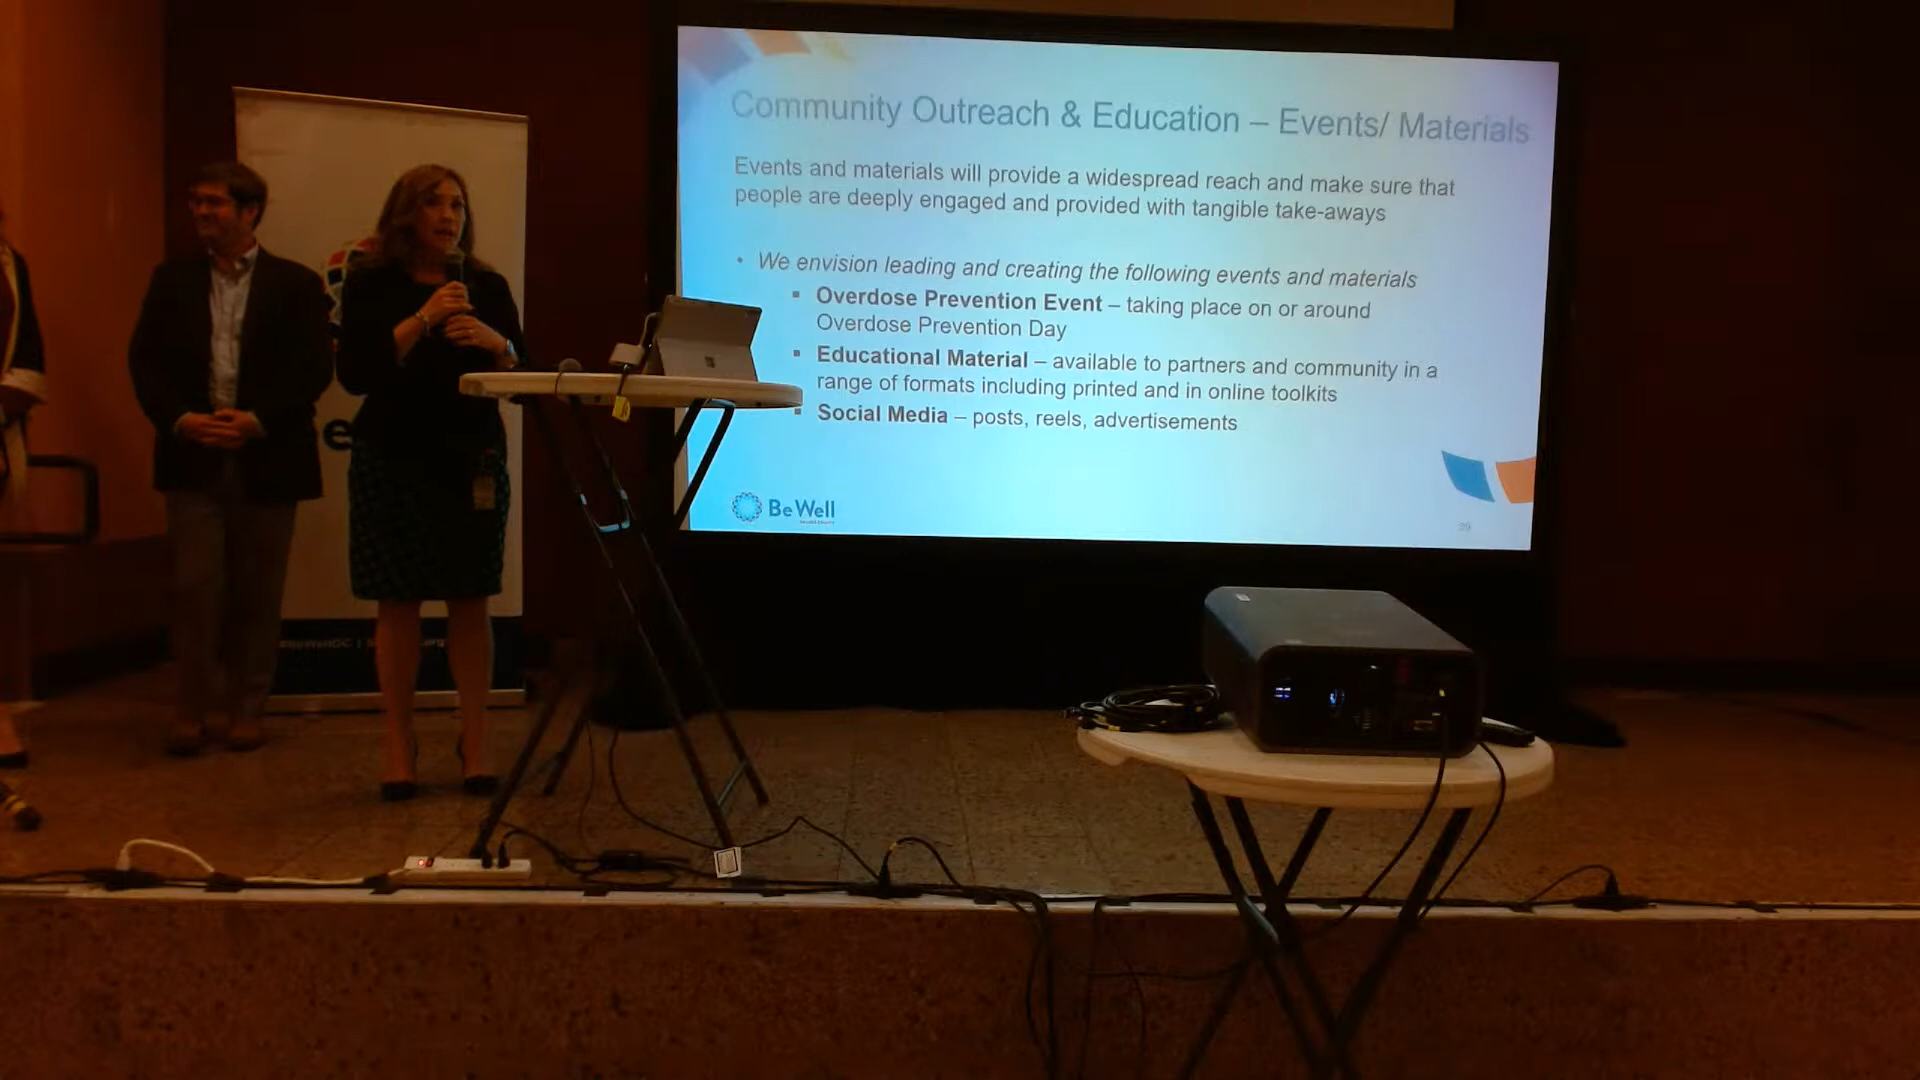 Community Outreach & Education – Events/ Materials
Events and materials will provide a widespread reach and make sure that
people are deeply engaged and provided with tangible take-aways
• We envision leading and creating the following events and materials
▪ Overdose Prevention Event – taking place on or around
Overdose Prevention Day
▪ Educational Material – available to partners and community in a
range of formats including printed and in online toolkits
▪ Social Media – posts, reels, advertisements
Be Well
39
e